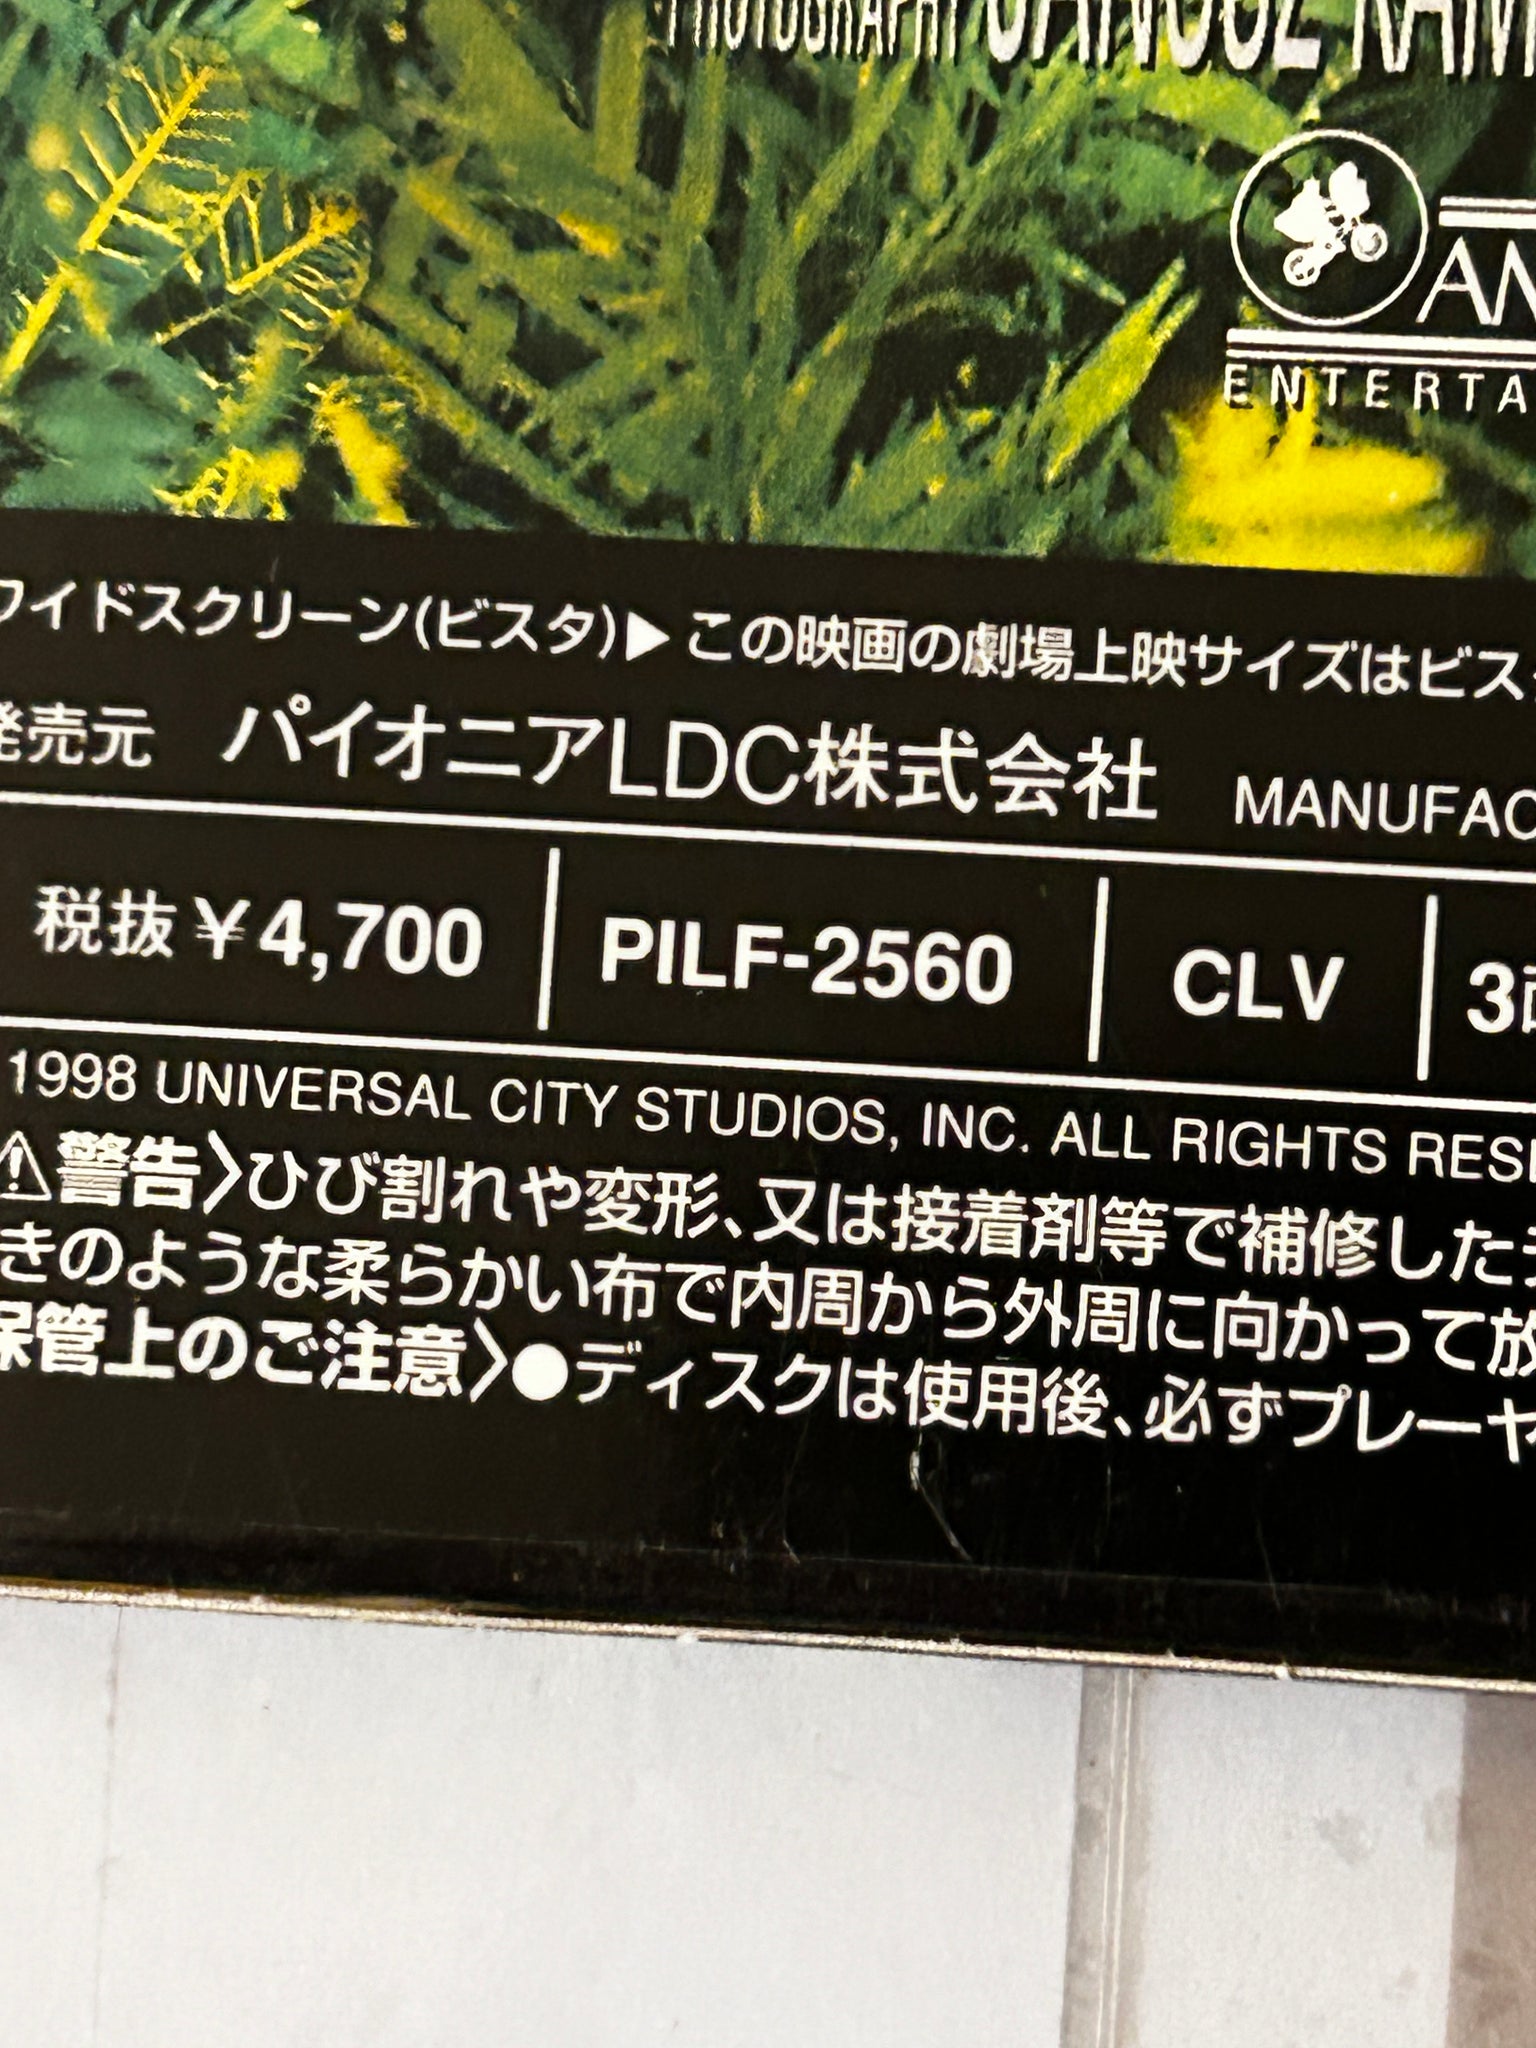 PHOTOGRAPHY JANUSZ KAM
AN
ENTERTA
ワイドスクリーン(ビスタ)▶この映画の劇場上映サイズはビス
発売元 パイオニアLDC株式会社 MANUFAC
税抜￥4,700 PILF-2560 CLV 3
1998 UNIVERSAL CITY STUDIOS, INC. ALL RIGHTS RES
⚠警告〉ひび割れや変形、又は接着剤等で補修した
きのような柔らかい布で内周から外周に向かって放
保管上のご注意〉●ディスクは使用後、必ずプレーヤ